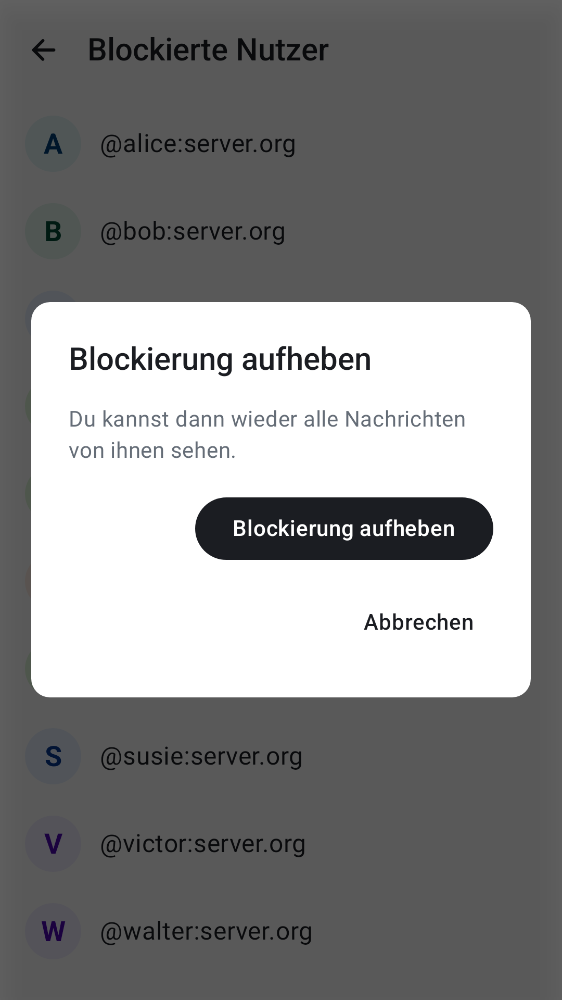 Blockierte Nutzer
A @alice:server.org
B @bob:server.org
Blockierung aufheben
Du kannst dann wieder alle Nachrichten
von ihnen sehen.
Blockierung aufheben
Abbrechen
S @susie:server.org
V @victor:server.org
W @walter:server.org